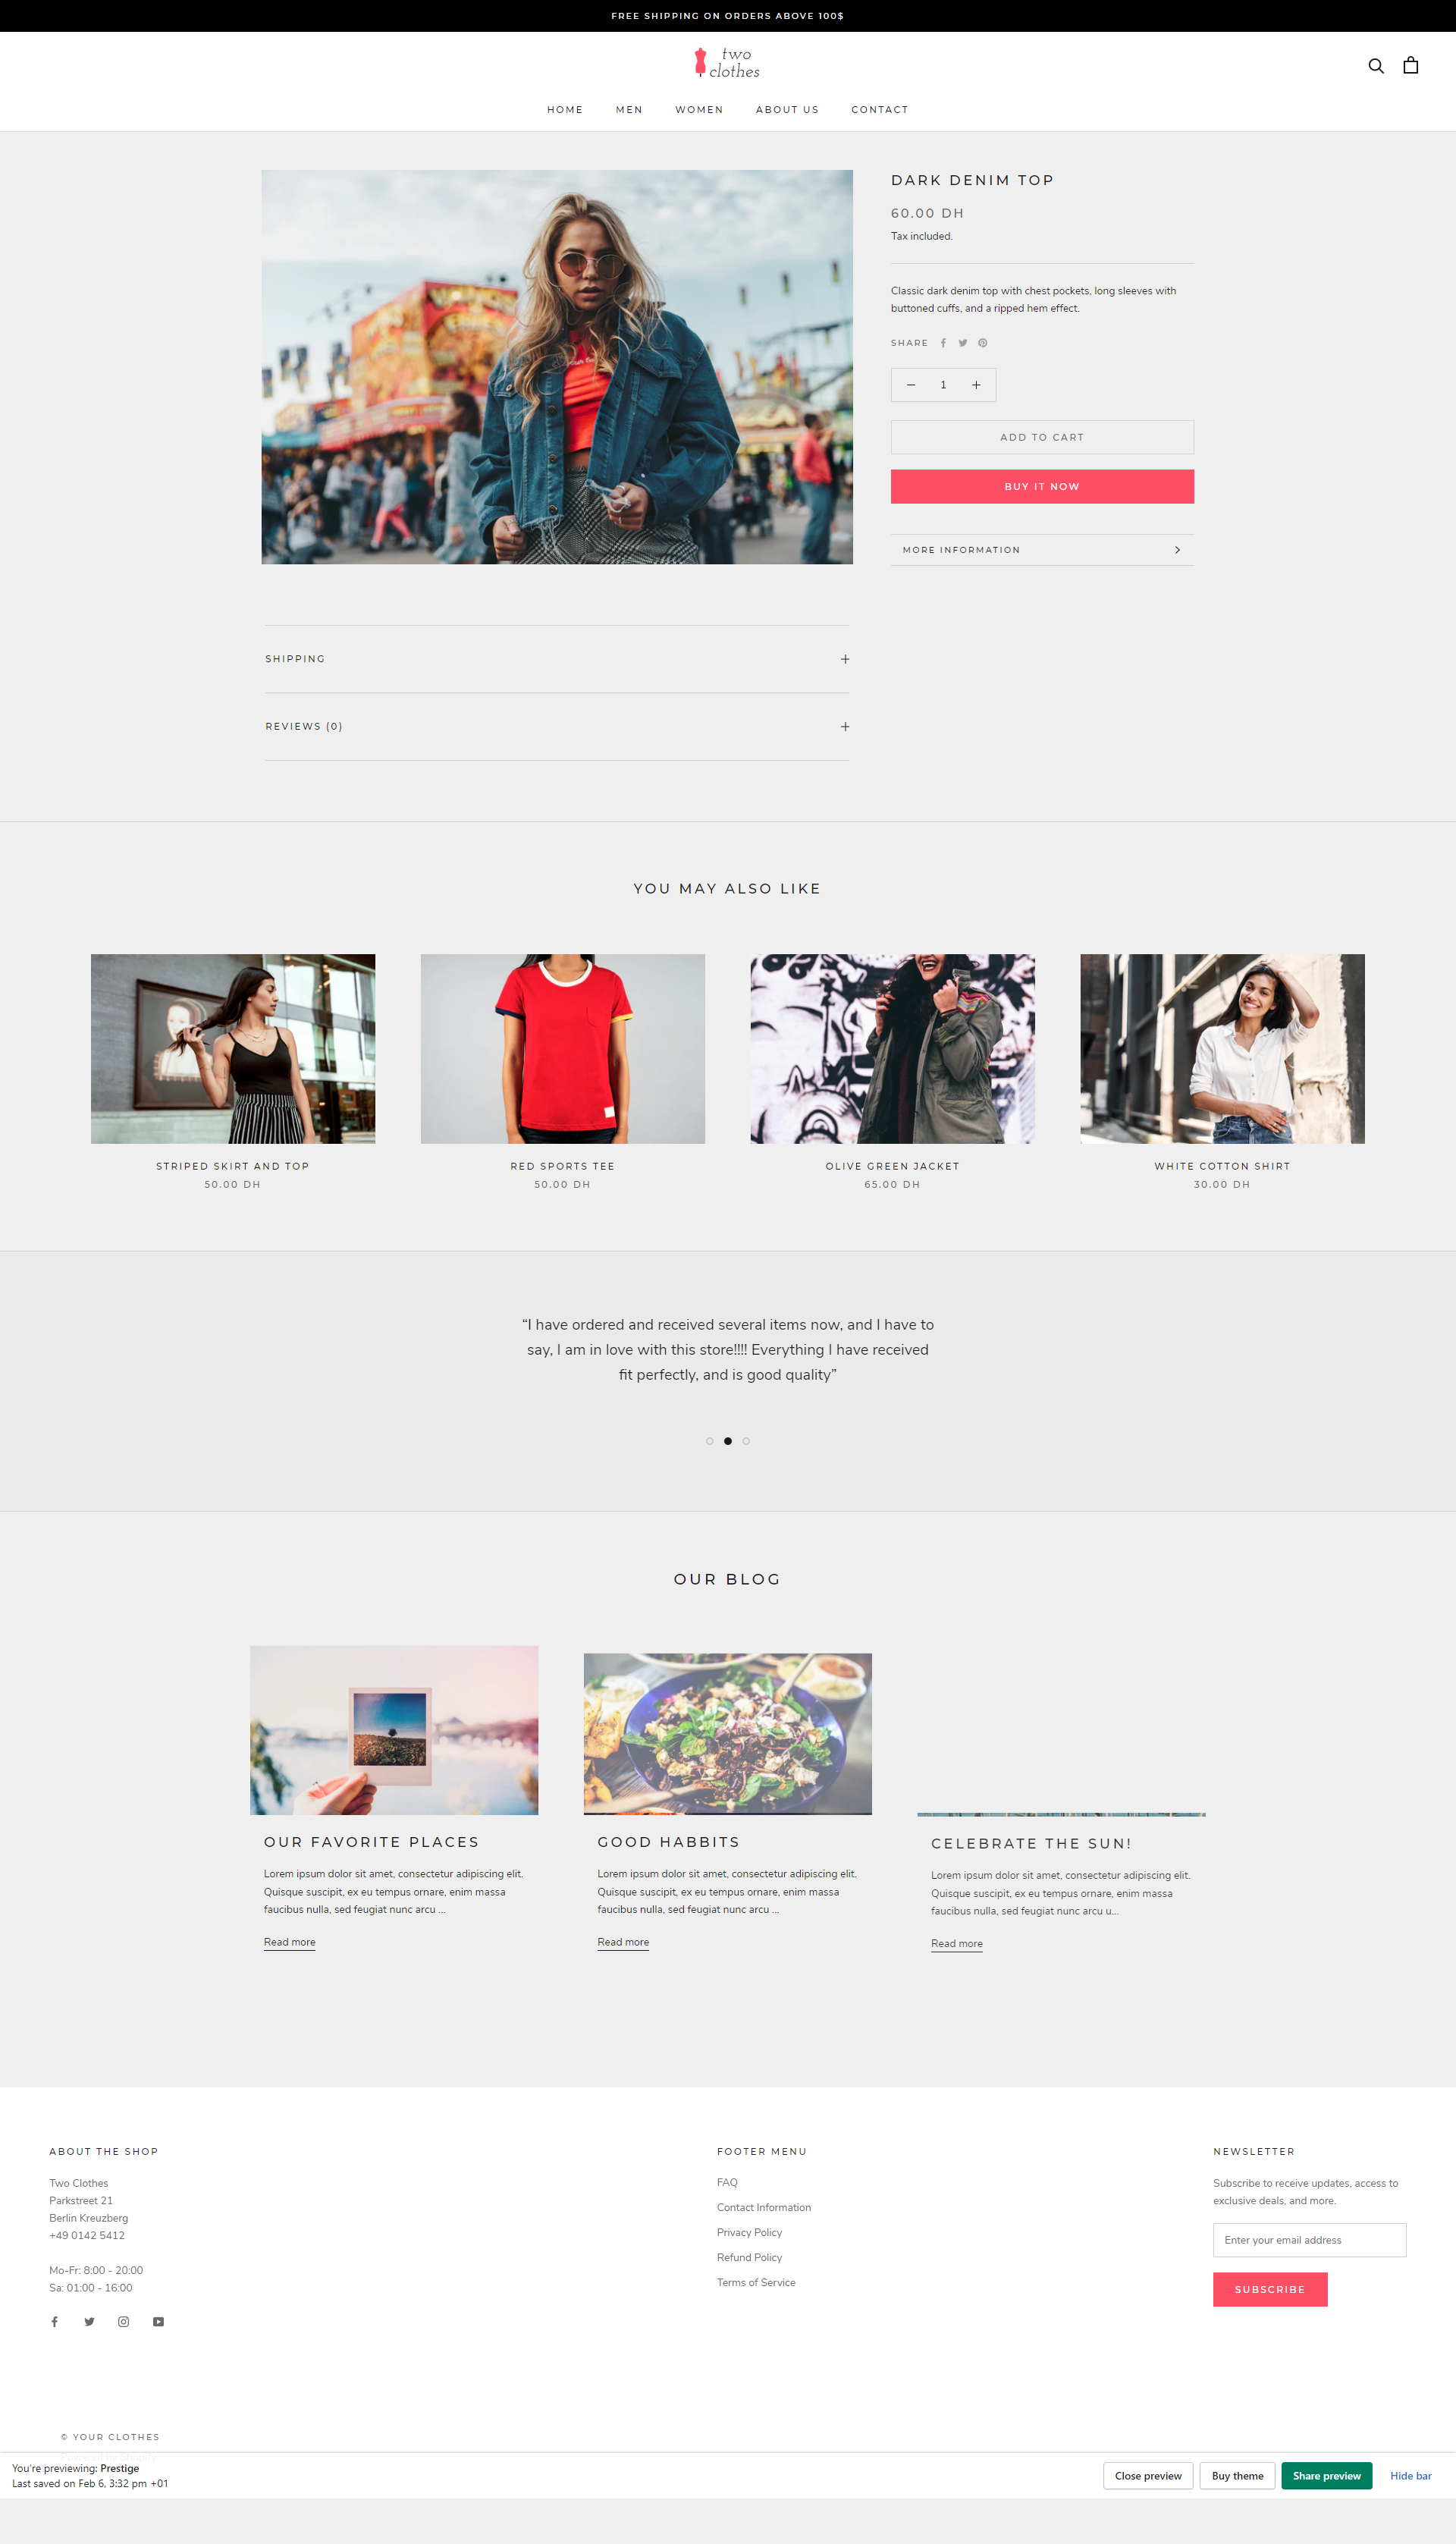 FREE SHIPPING ON ORDERS ABOVE 100$
two
clothes
HOME MEN WOMEN ABOUT US CONTACT
DARK DENIM TOP
60.00 DH
Tax included.
Classic dark denim top with chest pockets, long sleeves with
buttoned cuffs, and a ripped hem effect.
SHARE
1
ADD TO CART
BUY IT NOW
MORE INFORMATION
SHIPPING
REVIEWS (0)
YOU MAY ALSO LIKE
STRIPED SKIRT AND TOP
50.00 DH
RED SPORTS TEE
50.00 DH
OLIVE GREEN JACKET
65.00 DH
WHITE COTTON SHIRT
30.00 DH
“I have ordered and received several items now, and I have to
say, I am in love with this store!!!! Everything I have received
fit perfectly, and is good quality”
OUR BLOG
OUR FAVORITE PLACES
Lorem ipsum dolor sit amet, consectetur adipiscing elit.
Quisque suscipit, ex eu tempus ornare, enim massa
faucibus nulla, sed feugiat nunc arcu ...
Read more
GOOD HABBITS
Lorem ipsum dolor sit amet, consectetur adipiscing elit.
Quisque suscipit, ex eu tempus ornare, enim massa
faucibus nulla, sed feugiat nunc arcu ...
Read more
CELEBRATE THE SUN!
Lorem ipsum dolor sit amet, consectetur adipiscing elit.
Quisque suscipit, ex eu tempus ornare, enim massa
faucibus nulla, sed feugiat nunc arcu u...
Read more
ABOUT THE SHOP
Two Clothes
Parkstreet 21
Berlin Kreuzberg
+49 0142 5412
Mo-Fr: 8:00 - 20:00
Sa: 01:00 - 16:00
FOOTER MENU
FAQ
Contact Information
Privacy Policy
Refund Policy
Terms of Service
NEWSLETTER
Subscribe to receive updates, access to
exclusive deals, and more.
Enter your email address
SUBSCRIBE
© YOUR CLOTHES
Powered by Shopify
You're previewing: Prestige
Last saved on Feb 6, 3:32 pm +01
Close preview Buy theme Share preview Hide bar